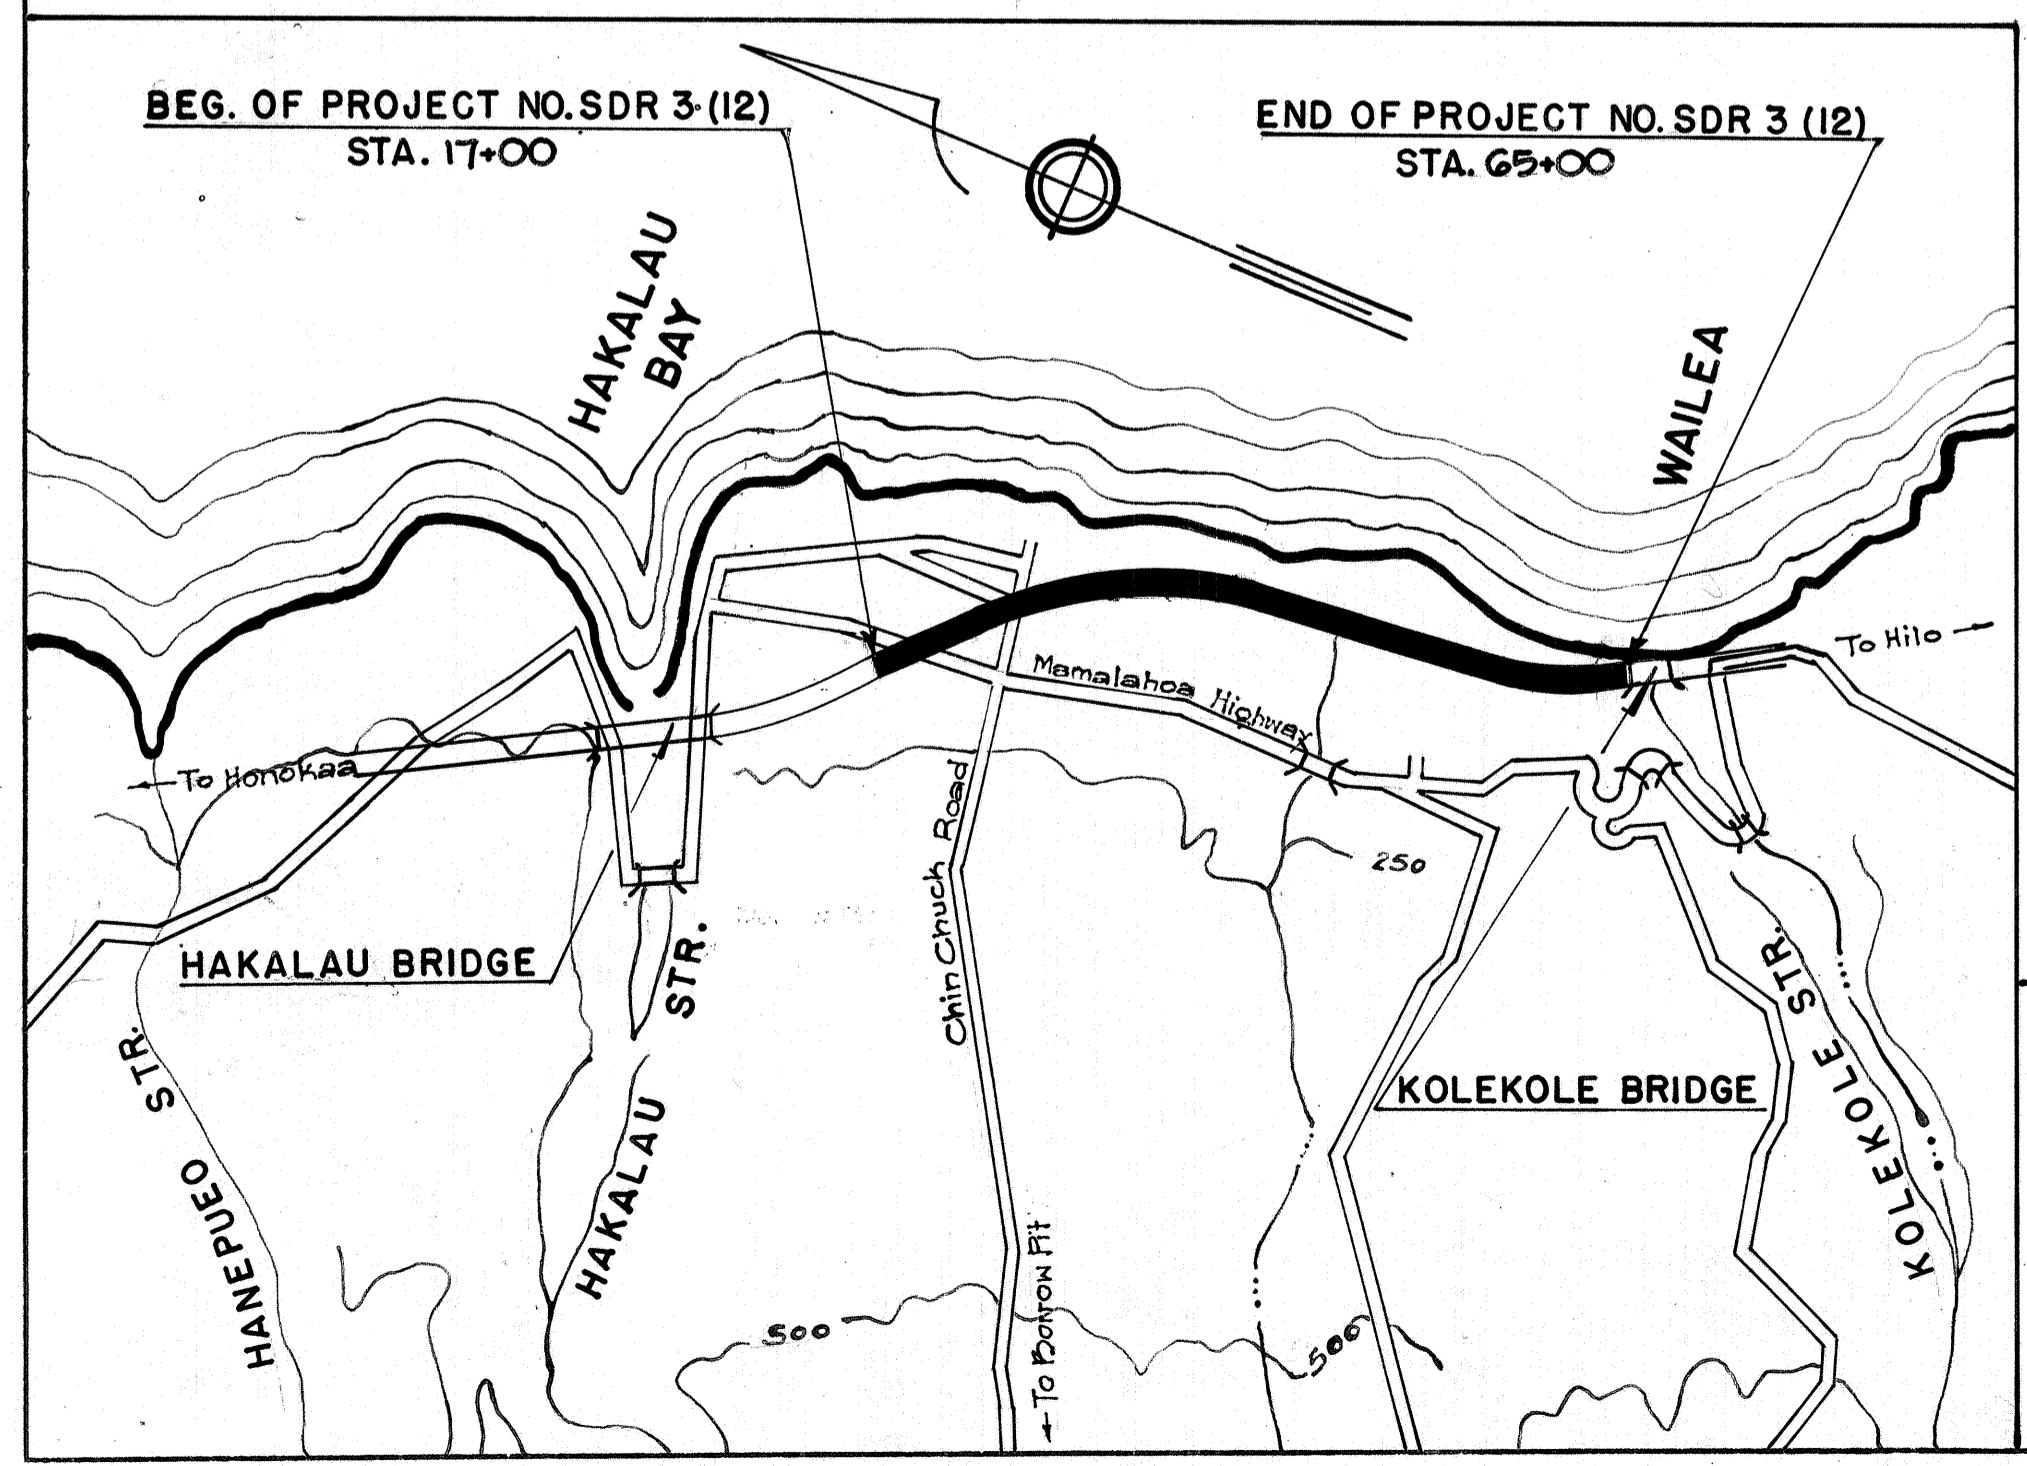 BEG. OF PROJECT NO. SDR 3 (12)
STA. 17+00
END OF PROJECT NO. SDR 3 (12)
STA. 65+00
HAKALAU
BAY
WAILEA
To Hilo
Mamalahoa Highway
To Honokaa
Chin Chuck Road
250
HAKALAU BRIDGE
HAKALAU STR.
HANEPUEO STR.
KOLEKOLE BRIDGE
KOLEKOLE STR.
To Borrow Pit
500
500